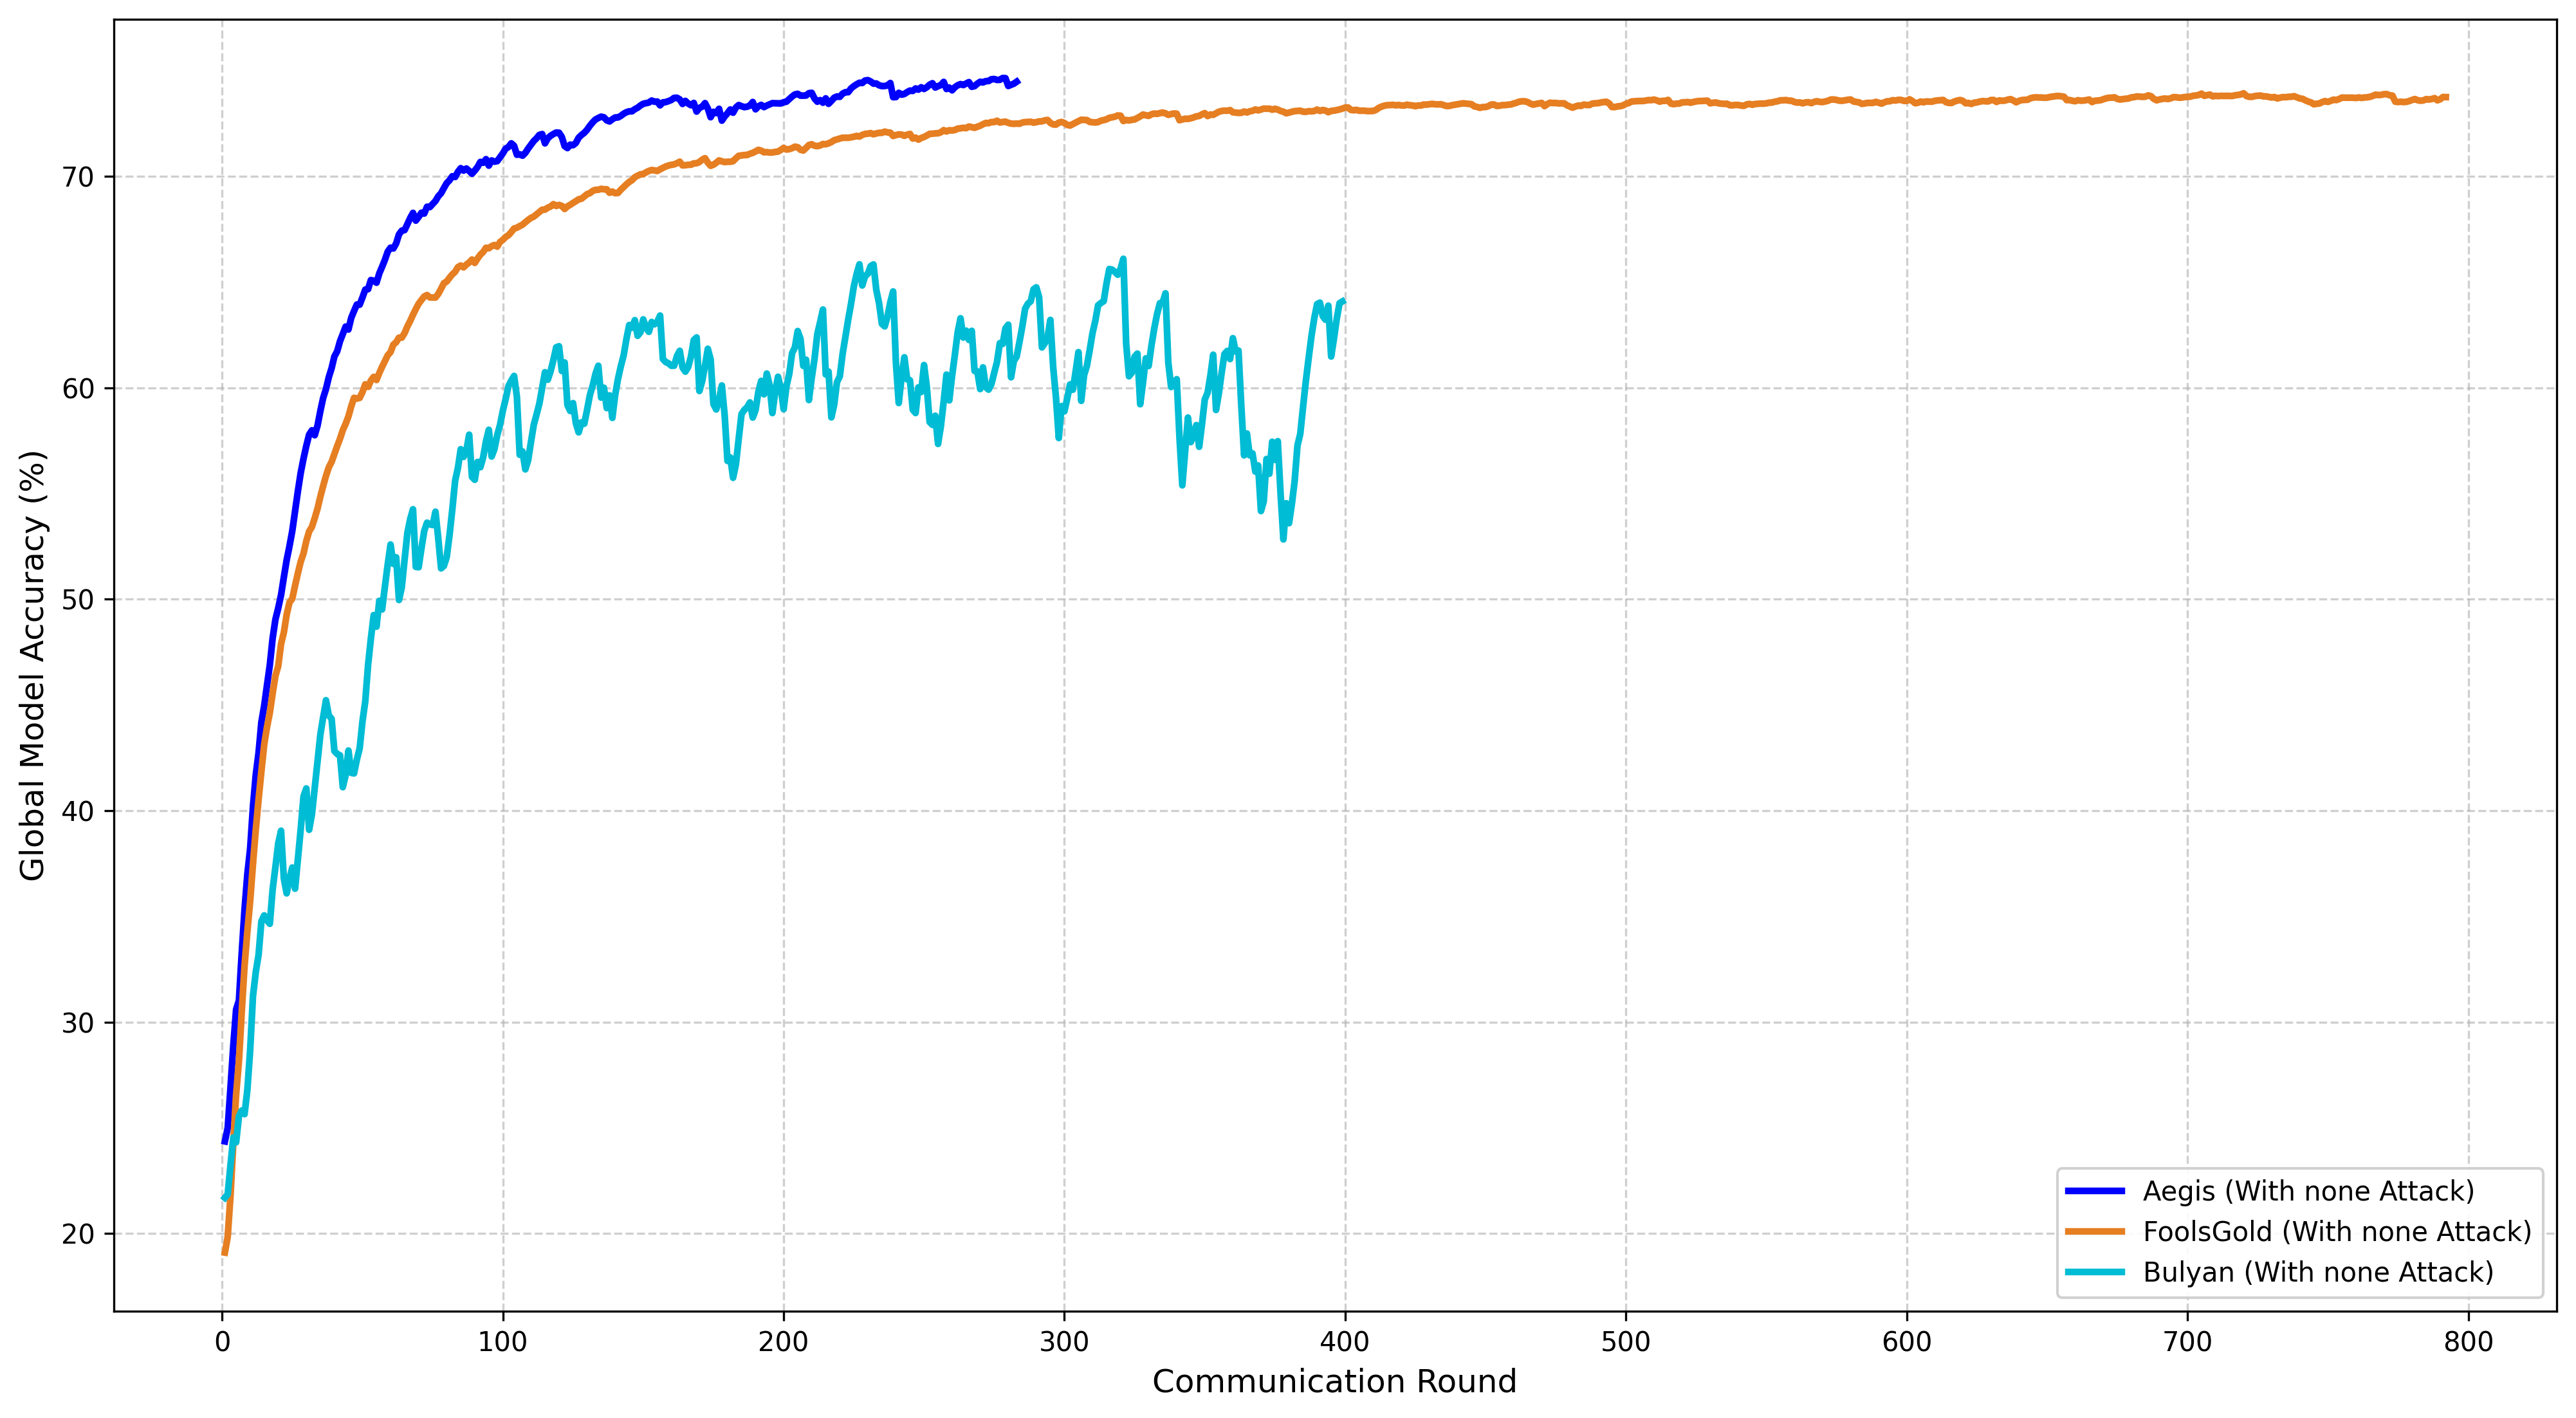 Global Model Accuracy (%)
70
60
50
40
30
20
0 100 200 300 400 500 600 700 800
Communication Round
Aegis (With none Attack)
FoolsGold (With none Attack)
Bulyan (With none Attack)